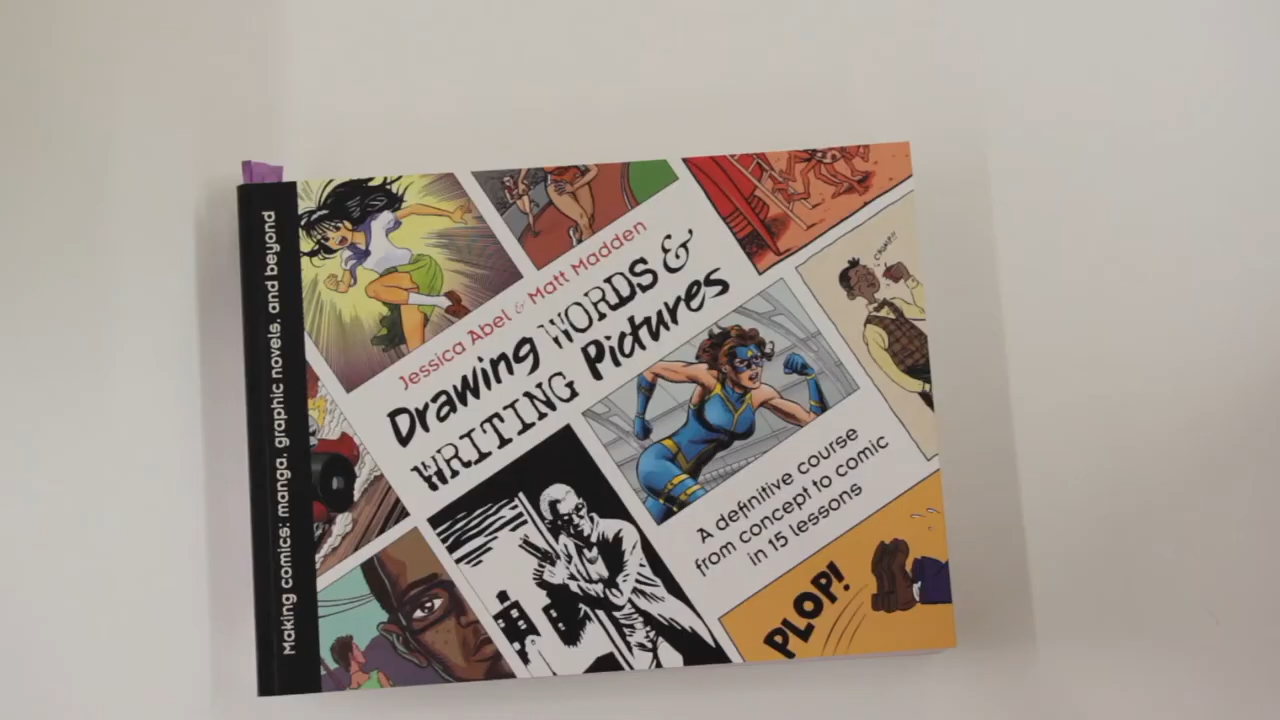 Making comics: manga, graphic novels, and beyond
Jessica Abel & Matt Madden
Drawing WORDS &
WRITING Pictures
CHOMP!!
A definitive course
from concept to comic
in 15 lessons
PLOP!